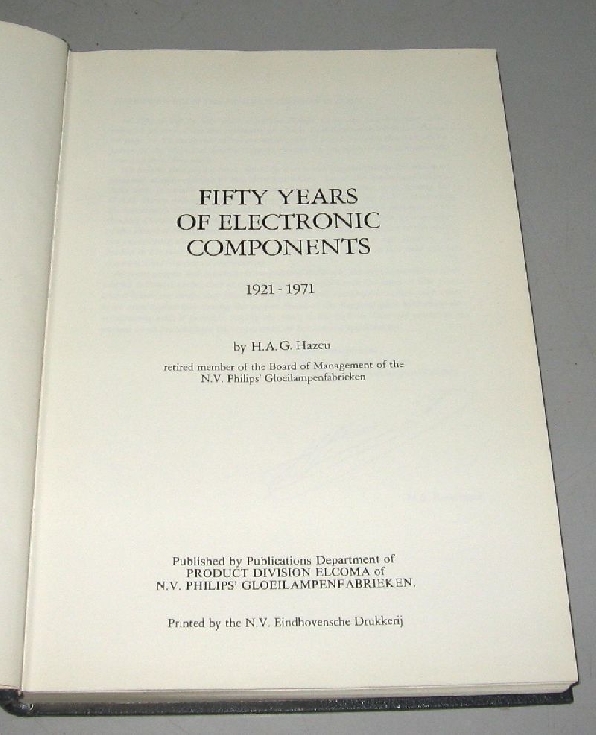 FIFTY YEARS
OF ELECTRONIC
COMPONENTS
1921 - 1971
by H.A.G. Hazeu
retired member of the Board of Management of the
N.V. Philips' Gloeilampenfabrieken
Published by Publications Department of
PRODUCT DIVISION ELCOMA of
N.V. PHILIPS' GLOEILAMPENFABRIEKEN.
Printed by the N.V. Eindhovensche Drukkerij